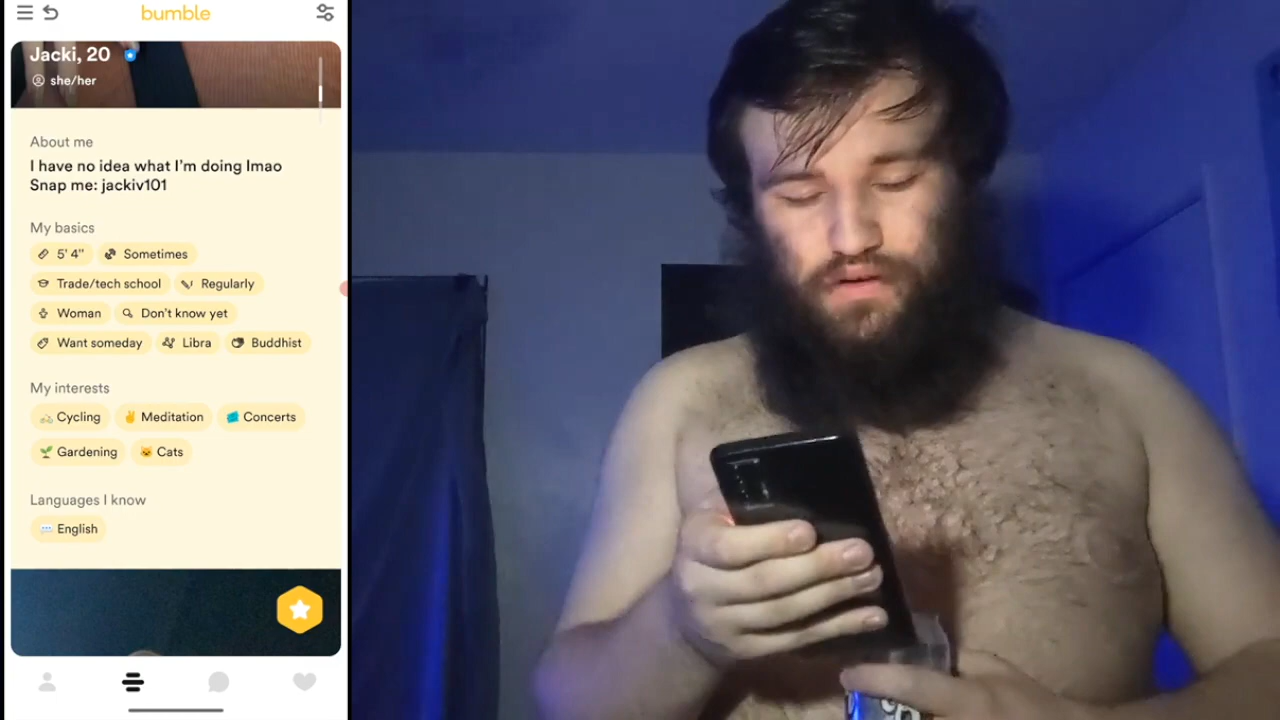 bumble
Jacki, 20
she/her
About me
I have no idea what I'm doing lmao
Snap me: jackiv101
My basics
5' 4" Sometimes
Trade/tech school Regularly
Woman Don't know yet
Want someday Libra Buddhist
My interests
Cycling Meditation Concerts
Gardening Cats
Languages I know
English